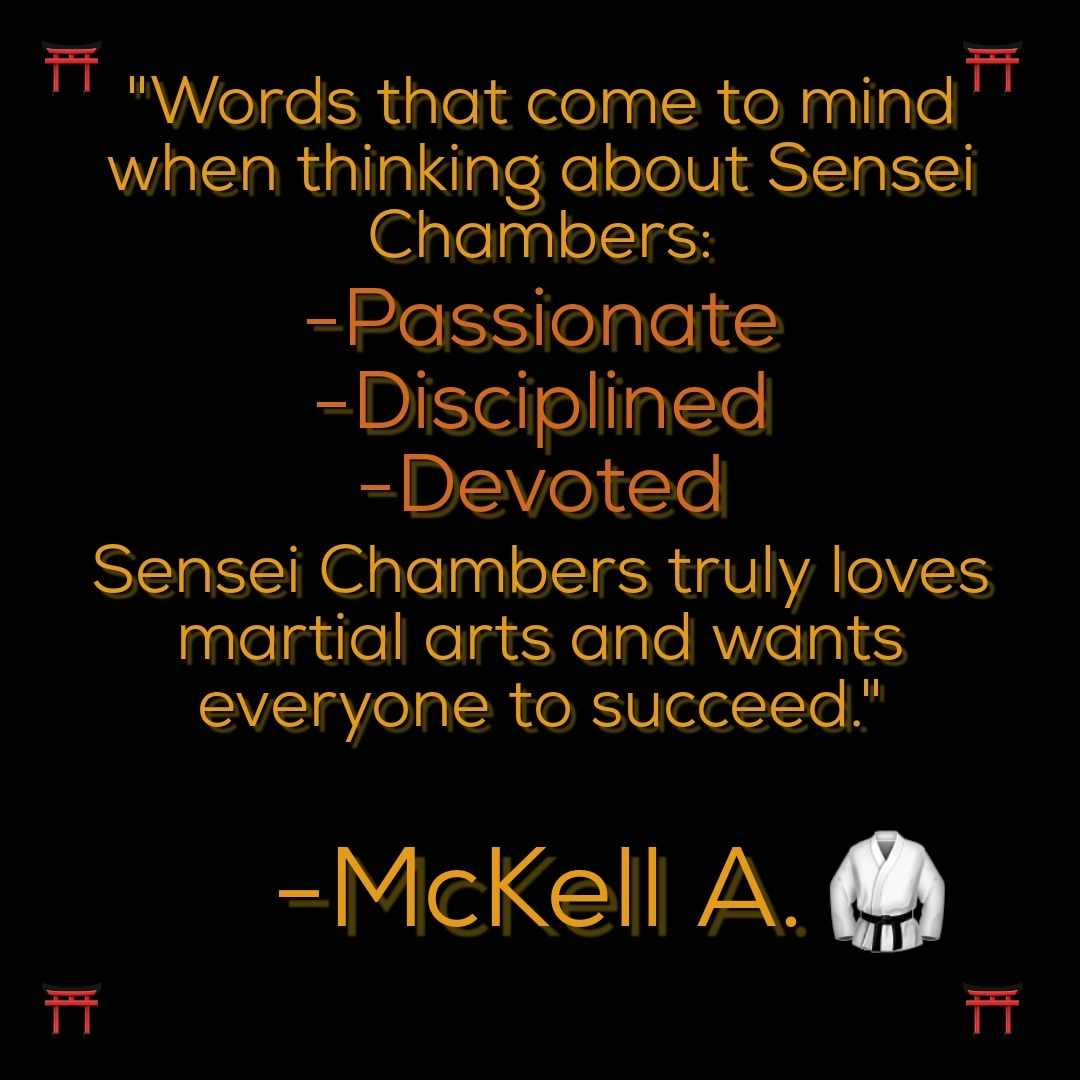 "Words that come to mind
when thinking about Sensei
Chambers:
-Passionate
-Disciplined
-Devoted
Sensei Chambers truly loves
martial arts and wants
everyone to succeed."
-McKell A.